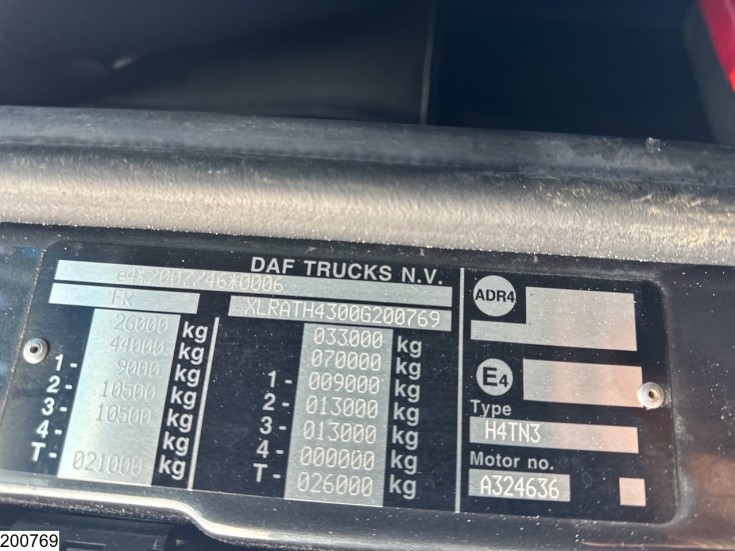 DAF TRUCKS N.V.
e4*2007/46*0006
FR XLRATH4300G200769
26000 kg 033000 kg
44000 kg 070000 kg
1- 9000 kg 1- 009000 kg
2- 10500 kg 2- 013000 kg
3- 10500 kg 3- 013000 kg
4- kg 4- 000000 kg
T- 021000 kg T- 026000 kg
ADR4
E4
Type
H4TN3
Motor no.
A324636
200769